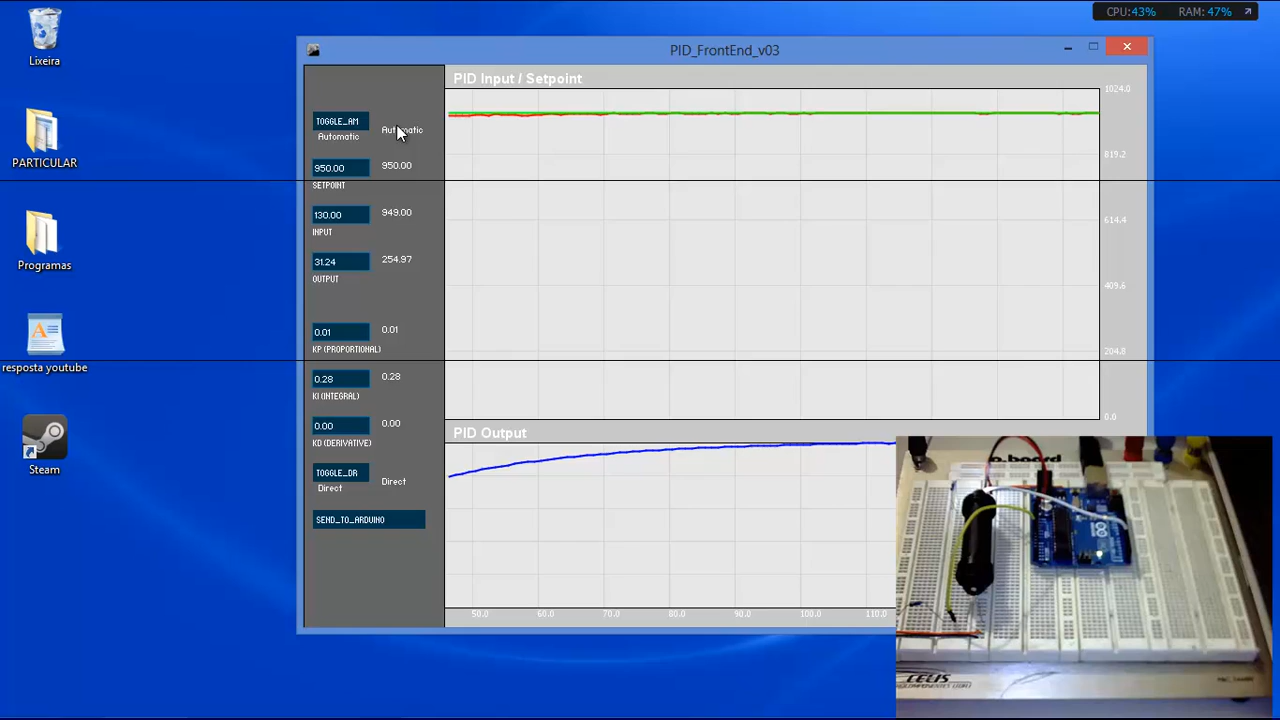 CPU:43% RAM: 47%
Lixeira
PARTICULAR
Programas
resposta youtube
Steam
PID_FrontEnd_v03
TOGGLE_AM
Automatic Automatic
950.00 950.00
SETPOINT
130.00 949.00
INPUT
31.24 254.97
OUTPUT
0.01 0.01
KP (PROPORTIONAL)
0.28 0.28
KI (INTEGRAL)
0.00 0.00
KD (DERIVATIVE)
TOGGLE_DR
Direct Direct
SEND_TO_ARDUINO
PID Input / Setpoint
1024.0
819.2
614.4
409.6
204.8
0.0
PID Output
50.0 60.0 70.0 80.0 90.0 100.0 110.0
o.board
CELIS